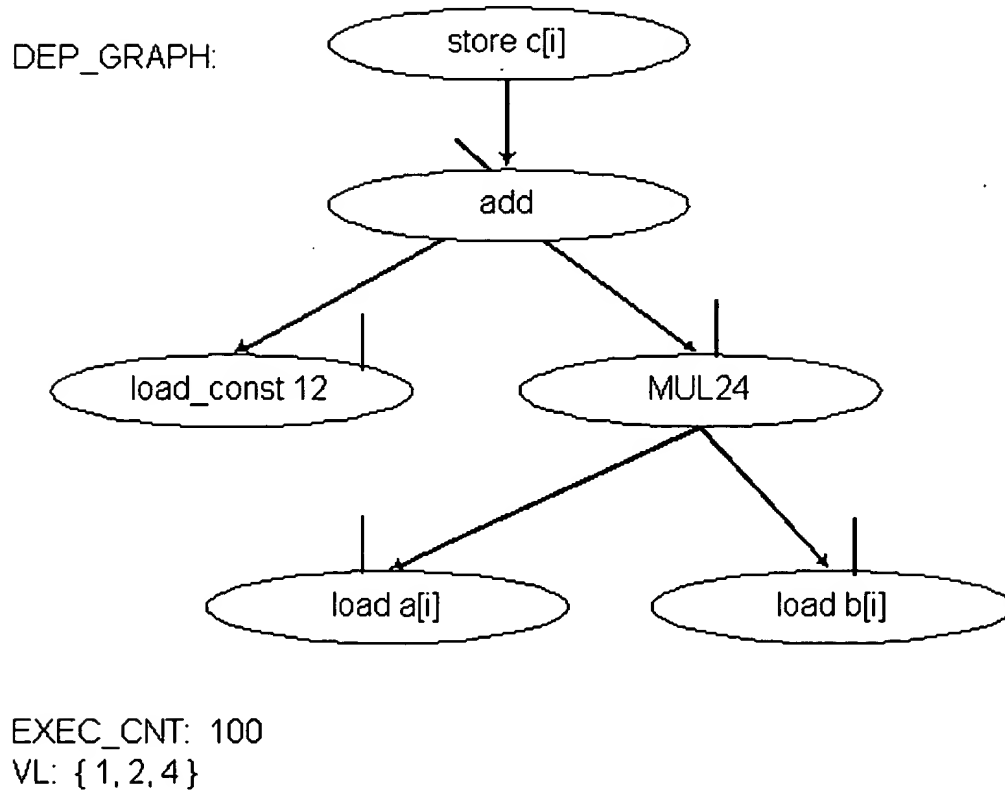 store c[i]
DEP_GRAPH:
add
load_const 12
MUL24
load a[i]
load b[i]
EXEC_CNT: 100
VL: { 1, 2, 4 }